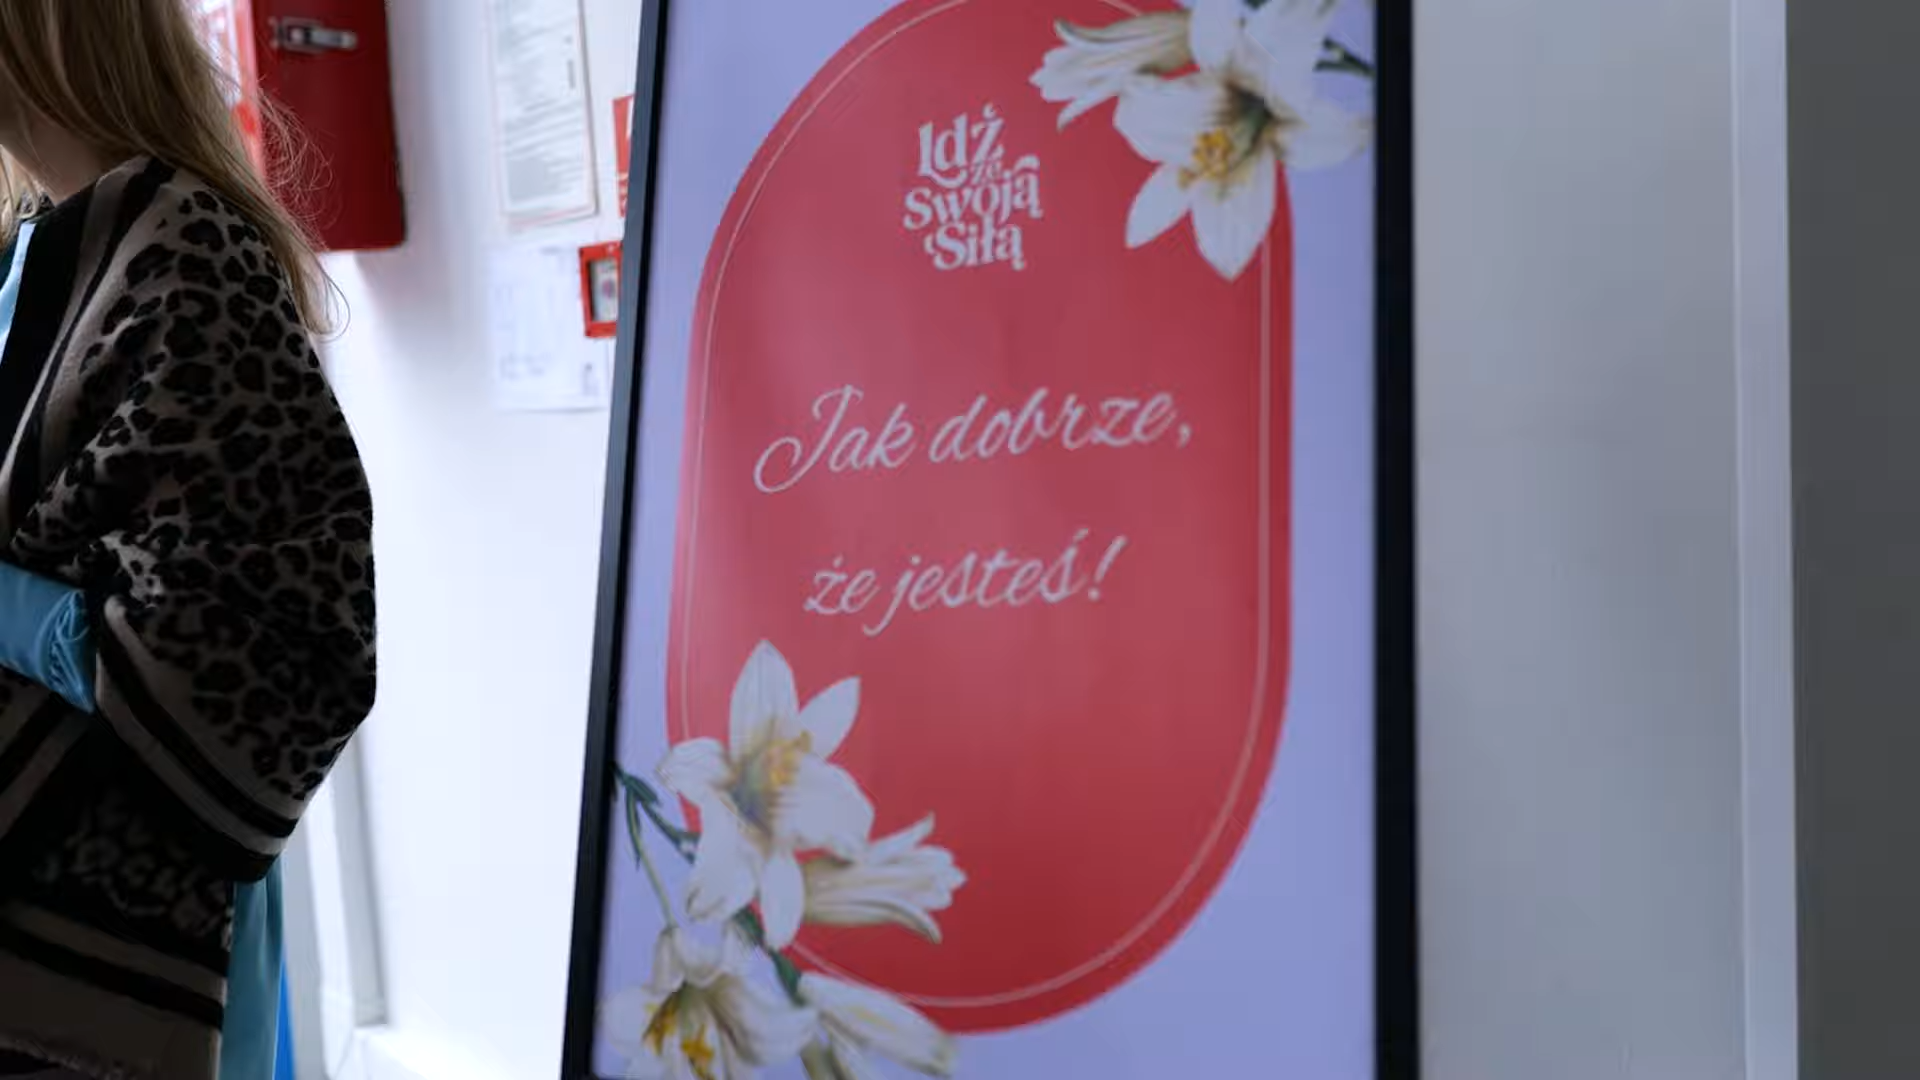 Idź
ze
Swoją
Siłą
Jak dobrze,
że jesteś!